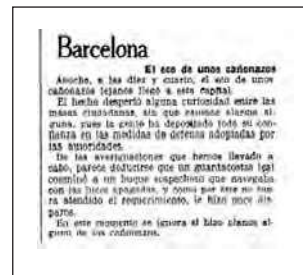 Barcelona
El eco de unos cañonazos
Anoche, a las diez y cuarto, el eco de unos
cañonazos lejanos llegó a esta capital.
El hecho despertó alguna curiosidad entre las
masas ciudadanas, sin que causase alarma al-
guna, pues la gente ha depositado toda su con-
fianza en las medidas de defensa adoptadas por
las autoridades.
De las averiguaciones que hemos llevado a
cabo, parece deducirse que un guardacostas leal
conminó a un buque sospechoso que navegaba
con las luces apagadas, y como por éste no fue-
ra atendido el requerimiento, le hizo once dis-
paros.
En este momento se ignora si hizo blanco al-
guno de los cañonazos.